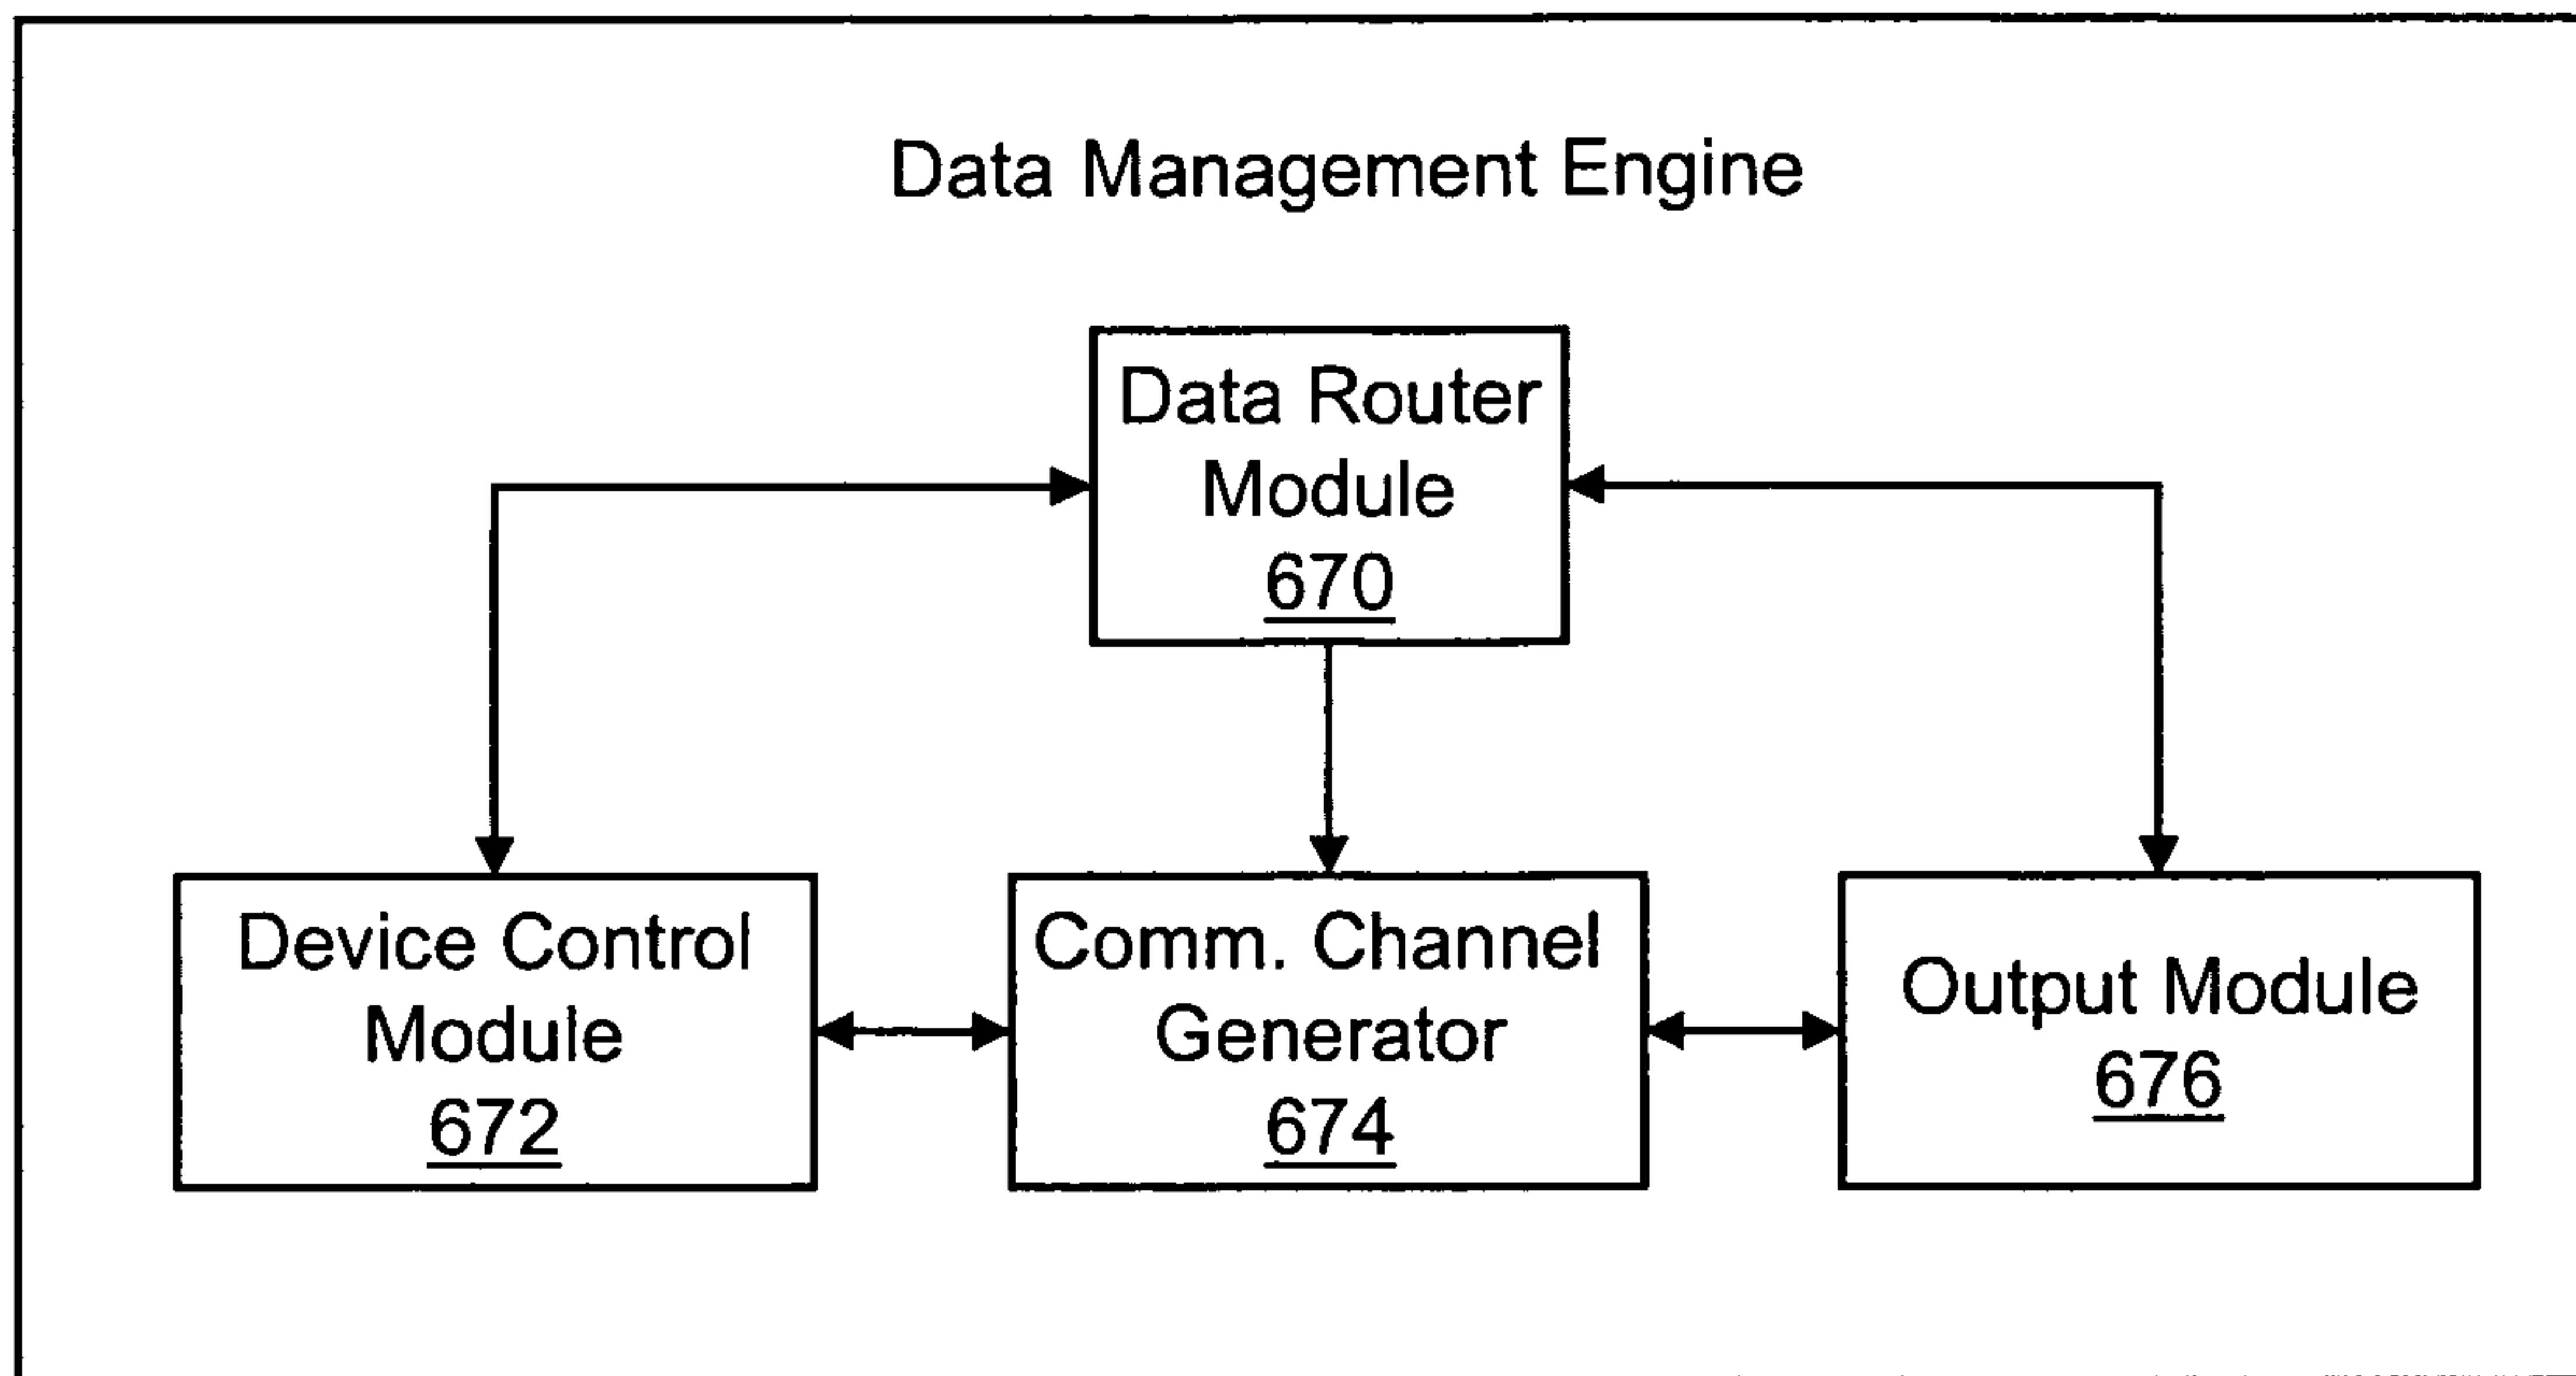 Data Management Engine
Data Router
Module
670
Device Control
Module
672
Comm. Channel
Generator
674
Output Module
676